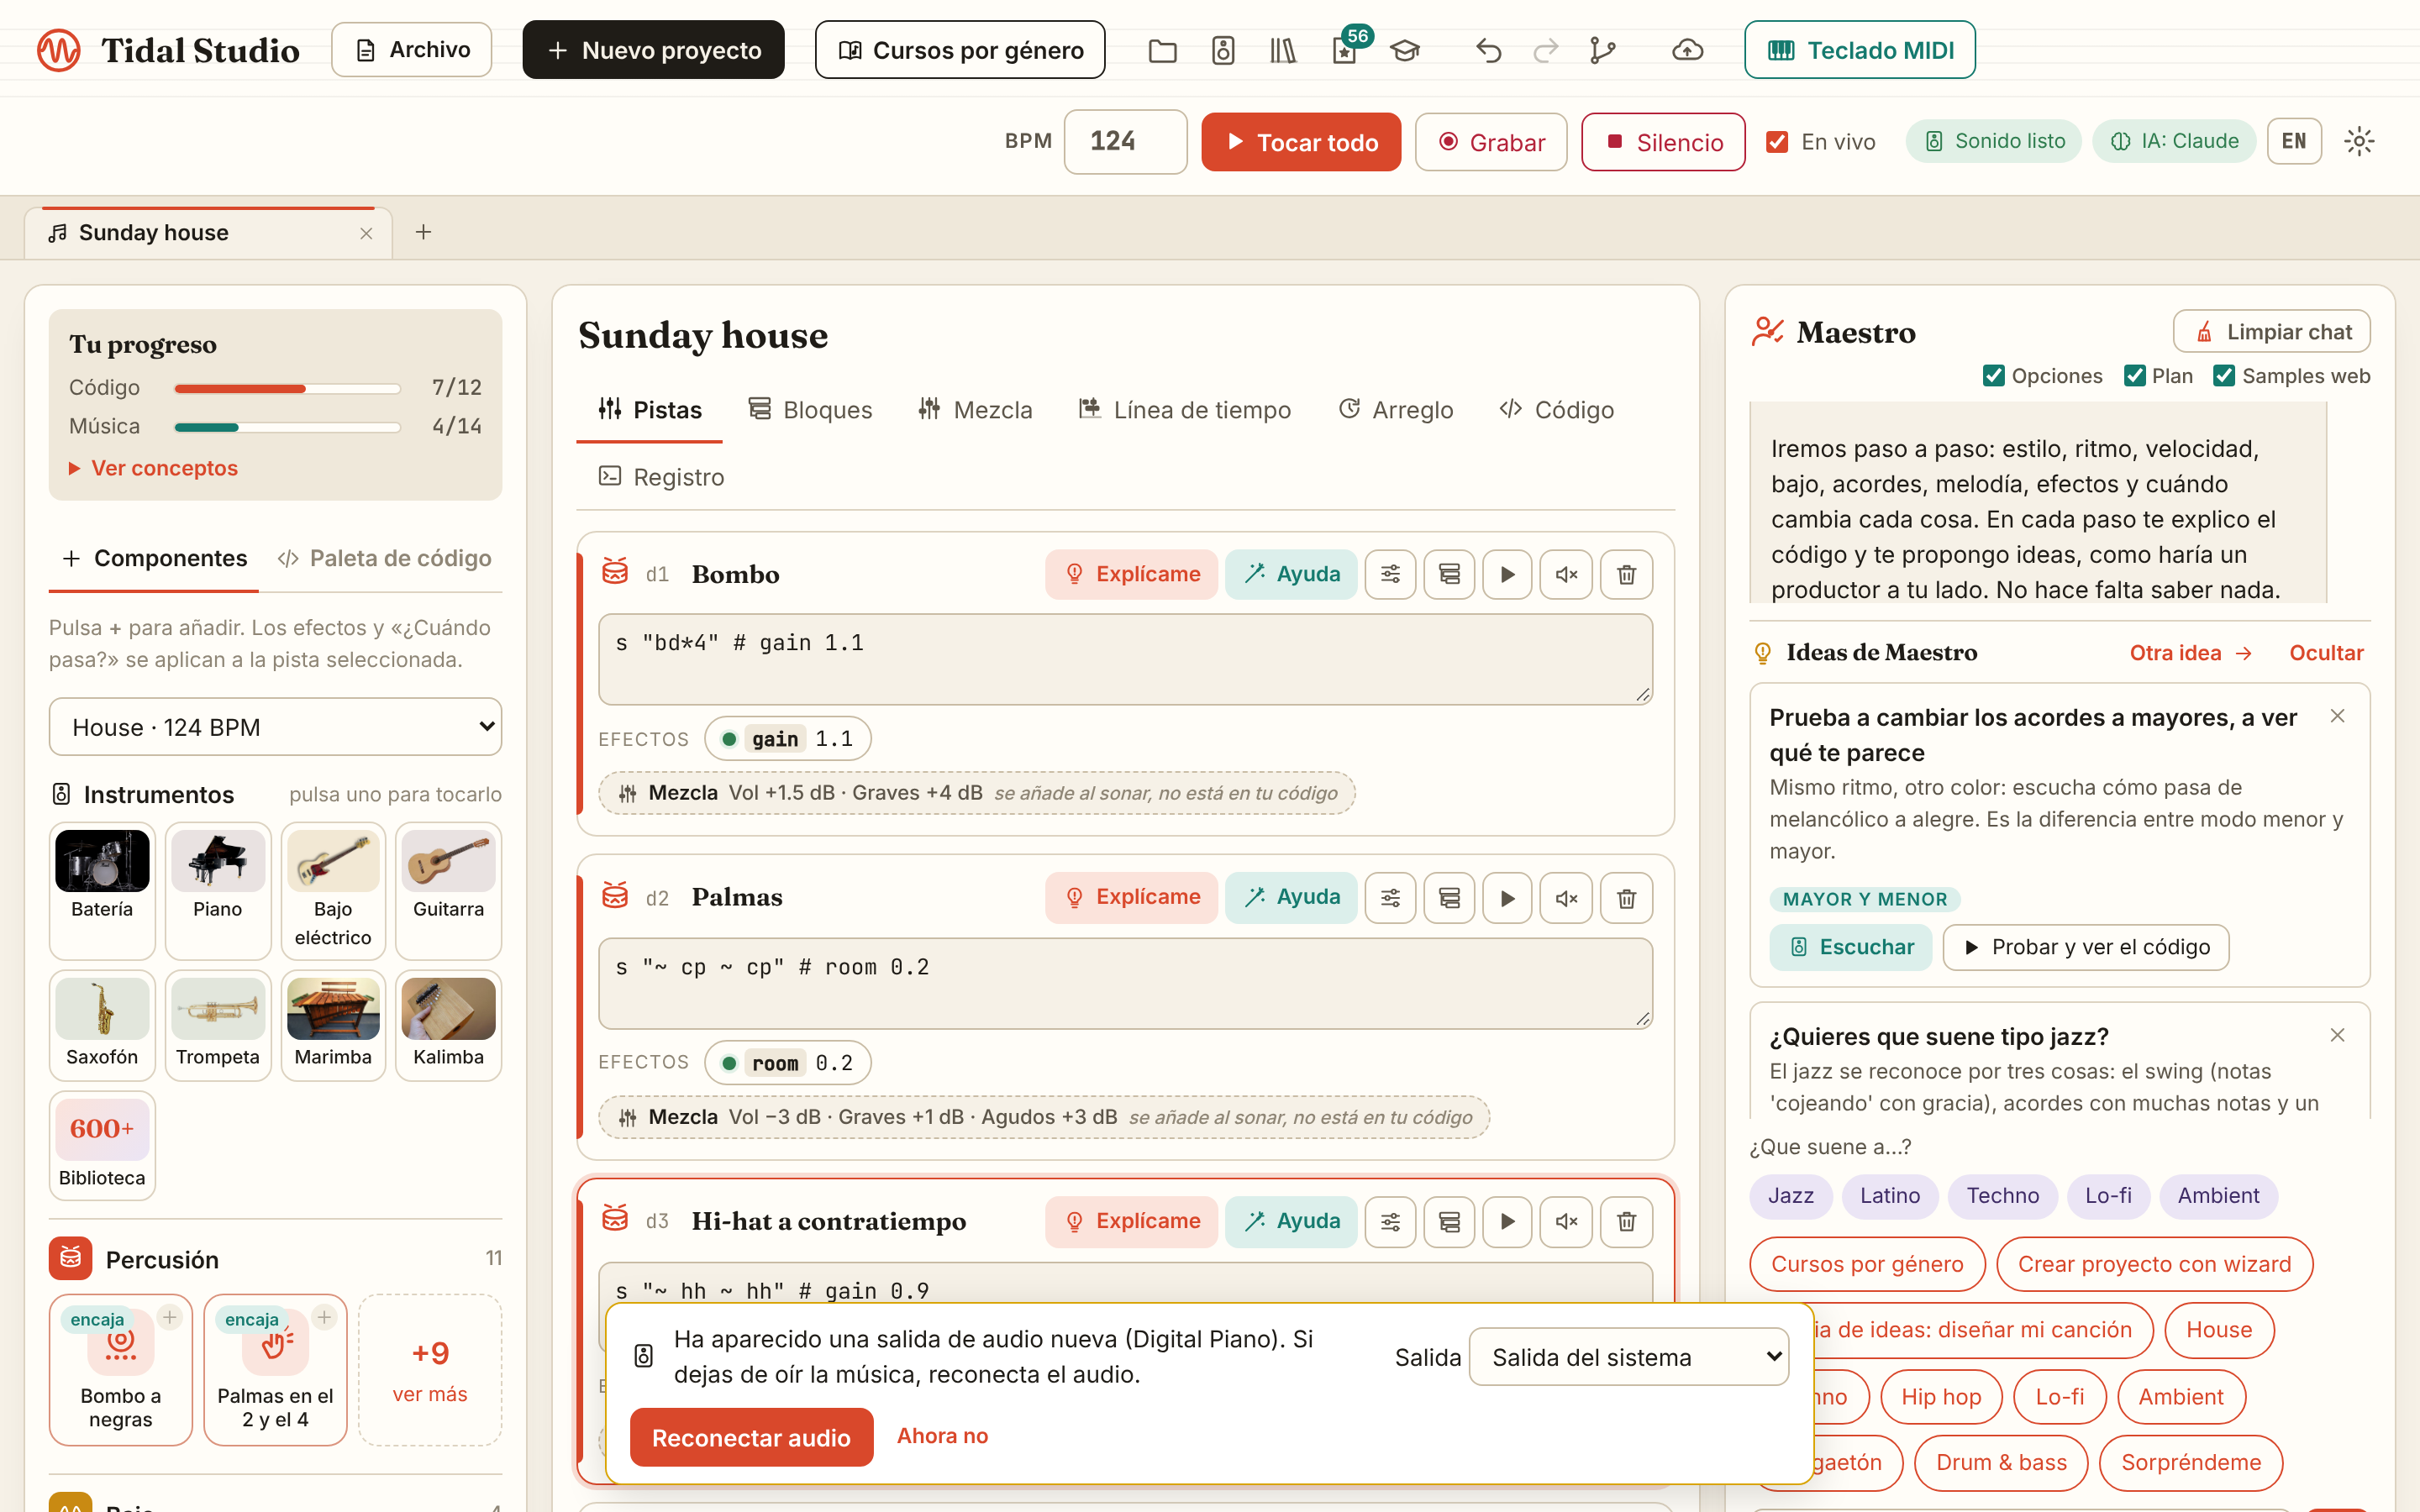 Tidal Studio
Archivo
Nuevo proyecto
Cursos por género
56
Teclado MIDI
BPM
124
Tocar todo
Grabar
Silencio
En vivo
Sonido listo
IA: Claude
EN
Sunday house
Tu progreso
Código 7/12
Música 4/14
Ver conceptos
Componentes
Paleta de código
Pulsa + para añadir. Los efectos y «¿Cuándo
pasa?» se aplican a la pista seleccionada.
House · 124 BPM
Instrumentos
pulsa uno para tocarlo
Batería
Piano
Bajo
eléctrico
Guitarra
Saxofón
Trompeta
Marimba
Kalimba
600+
Biblioteca
Percusión
11
encaja
Bombo a
negras
encaja
Palmas en el
2 y el 4
+9
ver más
Sunday house
Pistas
Bloques
Mezcla
Línea de tiempo
Arreglo
Código
Registro
d1 Bombo
Explícame
Ayuda
s "bd*4" # gain 1.1
EFECTOS
gain 1.1
Mezcla Vol +1.5 dB · Graves +4 dB se añade al sonar, no está en tu código
d2 Palmas
Explícame
Ayuda
s "~ cp ~ cp" # room 0.2
EFECTOS
room 0.2
Mezcla Vol −3 dB · Graves +1 dB · Agudos +3 dB se añade al sonar, no está en tu código
d3 Hi-hat a contratiempo
Explícame
Ayuda
s "~ hh ~ hh" # gain 0.9
Ha aparecido una salida de audio nueva (Digital Piano). Si
dejas de oír la música, reconecta el audio.
Salida
Salida del sistema
Reconectar audio
Ahora no
Maestro
Limpiar chat
Opciones
Plan
Samples web
Iremos paso a paso: estilo, ritmo, velocidad,
bajo, acordes, melodía, efectos y cuándo
cambia cada cosa. En cada paso te explico el
código y te propongo ideas, como haría un
productor a tu lado. No hace falta saber nada.
Ideas de Maestro
Otra idea →
Ocultar
Prueba a cambiar los acordes a mayores, a ver
qué te parece
Mismo ritmo, otro color: escucha cómo pasa de
melancólico a alegre. Es la diferencia entre modo menor y
mayor.
MAYOR Y MENOR
Escuchar
Probar y ver el código
¿Quieres que suene tipo jazz?
El jazz se reconoce por tres cosas: el swing (notas
'cojeando' con gracia), acordes con muchas notas y un
¿Que suene a...?
Jazz
Latino
Techno
Lo-fi
Ambient
Cursos por género
Crear proyecto con wizard
de ideas: diseñar mi canción
House
Hip hop
Lo-fi
Ambient
Drum & bass
Sorpréndeme